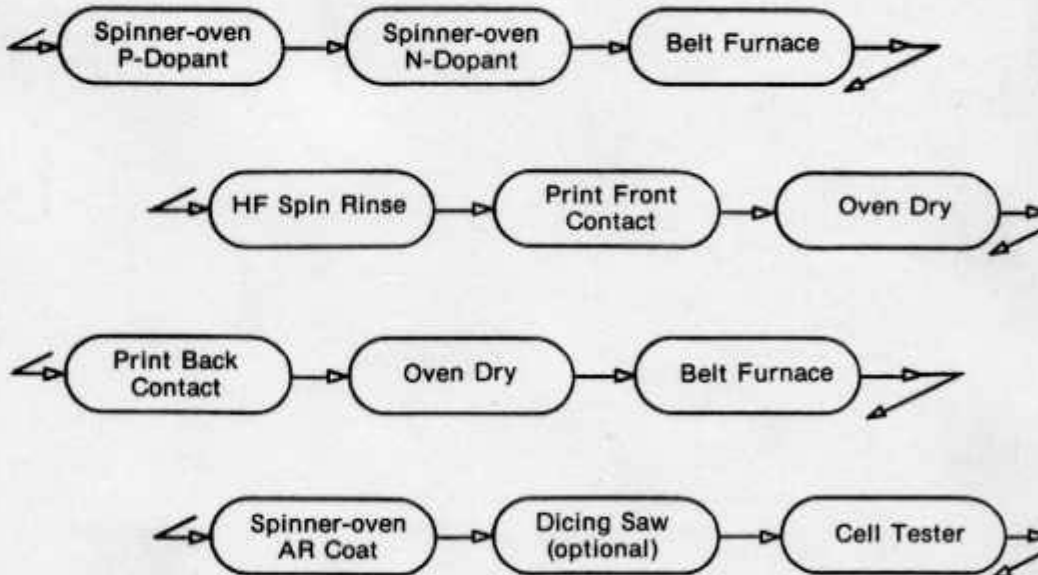 Spinner-oven
P-Dopant
Spinner-oven
N-Dopant
Belt Furnace
HF Spin Rinse
Print Front
Contact
Oven Dry
Print Back
Contact
Oven Dry
Belt Furnace
Spinner-oven
AR Coat
Dicing Saw
(optional)
Cell Tester